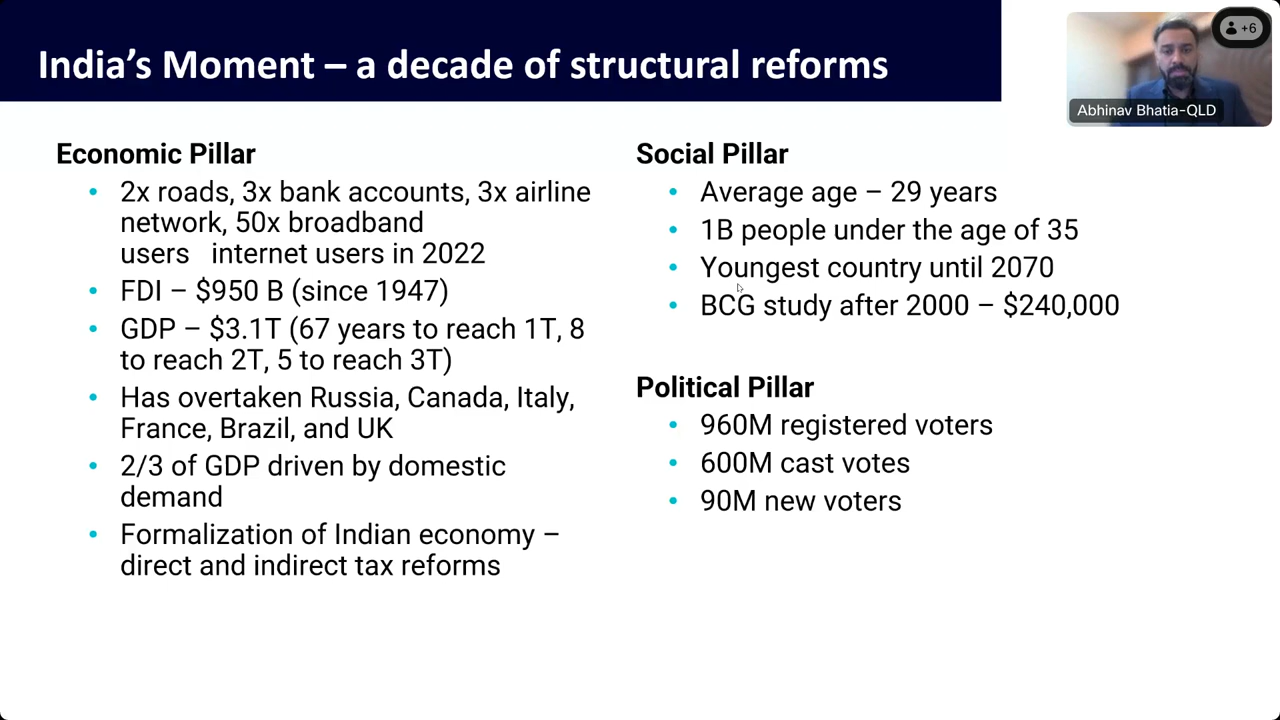 India’s Moment – a decade of structural reforms
+6
Abhinav Bhatia-QLD
Economic Pillar
• 2x roads, 3x bank accounts, 3x airline
network, 50x broadband
users   internet users in 2022
• FDI – $950 B (since 1947)
• GDP – $3.1T (67 years to reach 1T, 8
to reach 2T, 5 to reach 3T)
• Has overtaken Russia, Canada, Italy,
France, Brazil, and UK
• 2/3 of GDP driven by domestic
demand
• Formalization of Indian economy –
direct and indirect tax reforms
Social Pillar
• Average age – 29 years
• 1B people under the age of 35
• Youngest country until 2070
• BCG study after 2000 – $240,000
Political Pillar
• 960M registered voters
• 600M cast votes
• 90M new voters